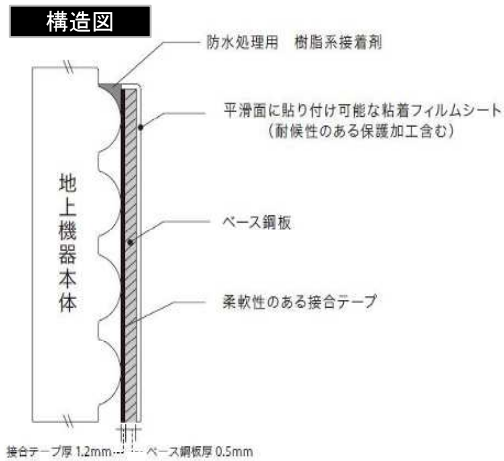 構造図
防水処理用　樹脂系接着剤
平滑面に貼り付け可能な粘着フィルムシート
（耐候性のある保護加工含む）
地上機器本体
ベース鋼板
柔軟性のある接合テープ
接合テープ厚 1.2mm
ベース鋼板厚 0.5mm